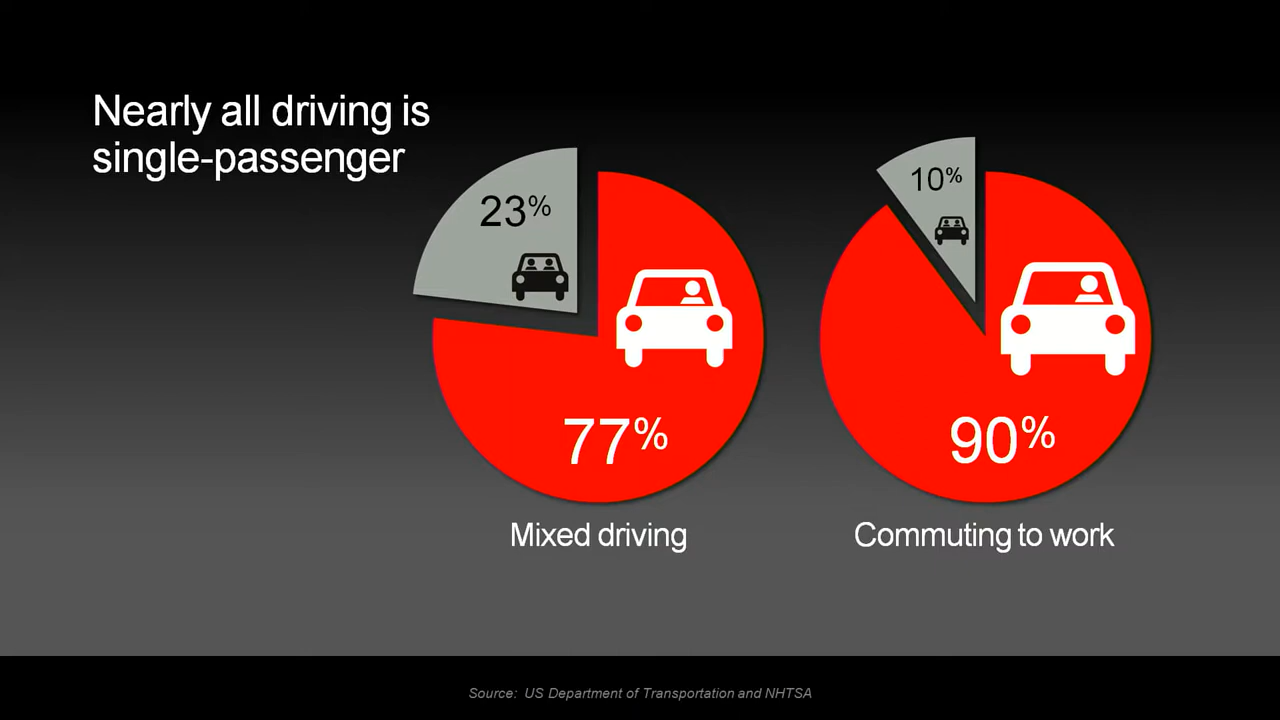 Nearly all driving is
single-passenger
23%
77%
Mixed driving
10%
90%
Commuting to work
Source: US Department of Transportation and NHTSA